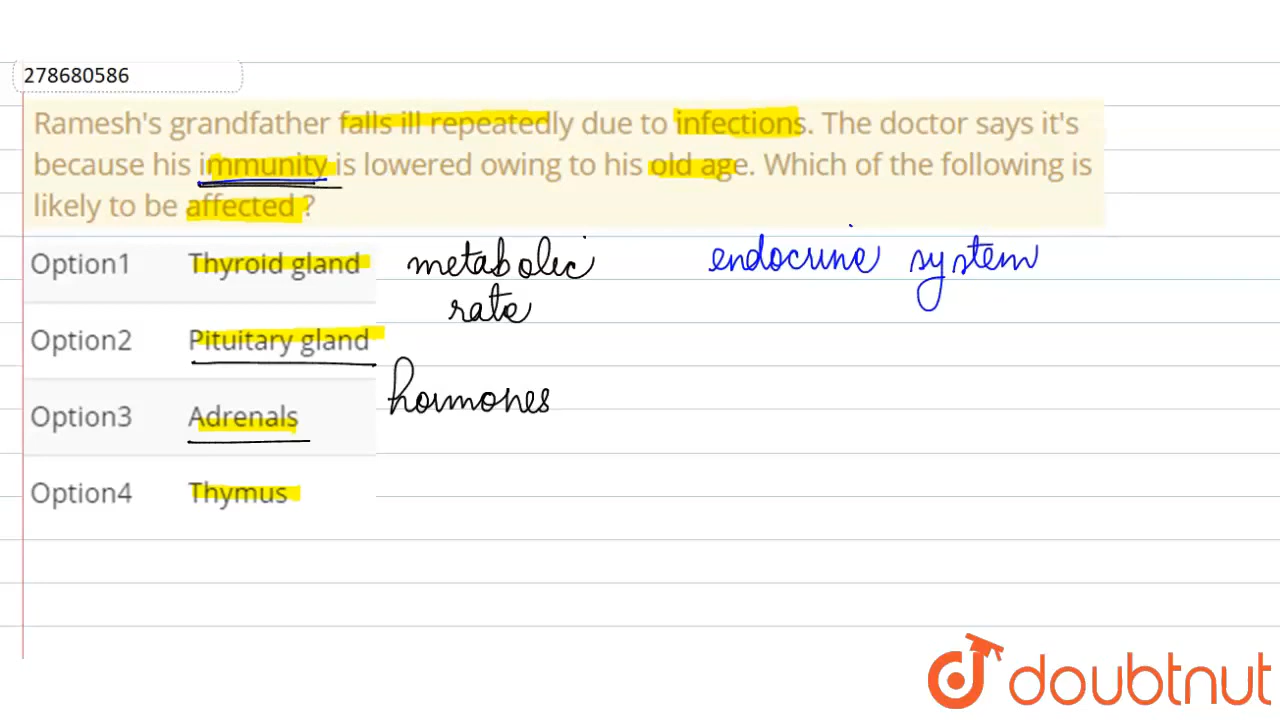 278680586
Ramesh's grandfather falls ill repeatedly due to infections. The doctor says it's
because his immunity is lowered owing to his old age. Which of the following is
likely to be affected ?
Option1 Thyroid gland metabolic endocrine system
rate
Option2 Pituitary gland
hormones
Option3 Adrenals
Option4 Thymus
doubtnut